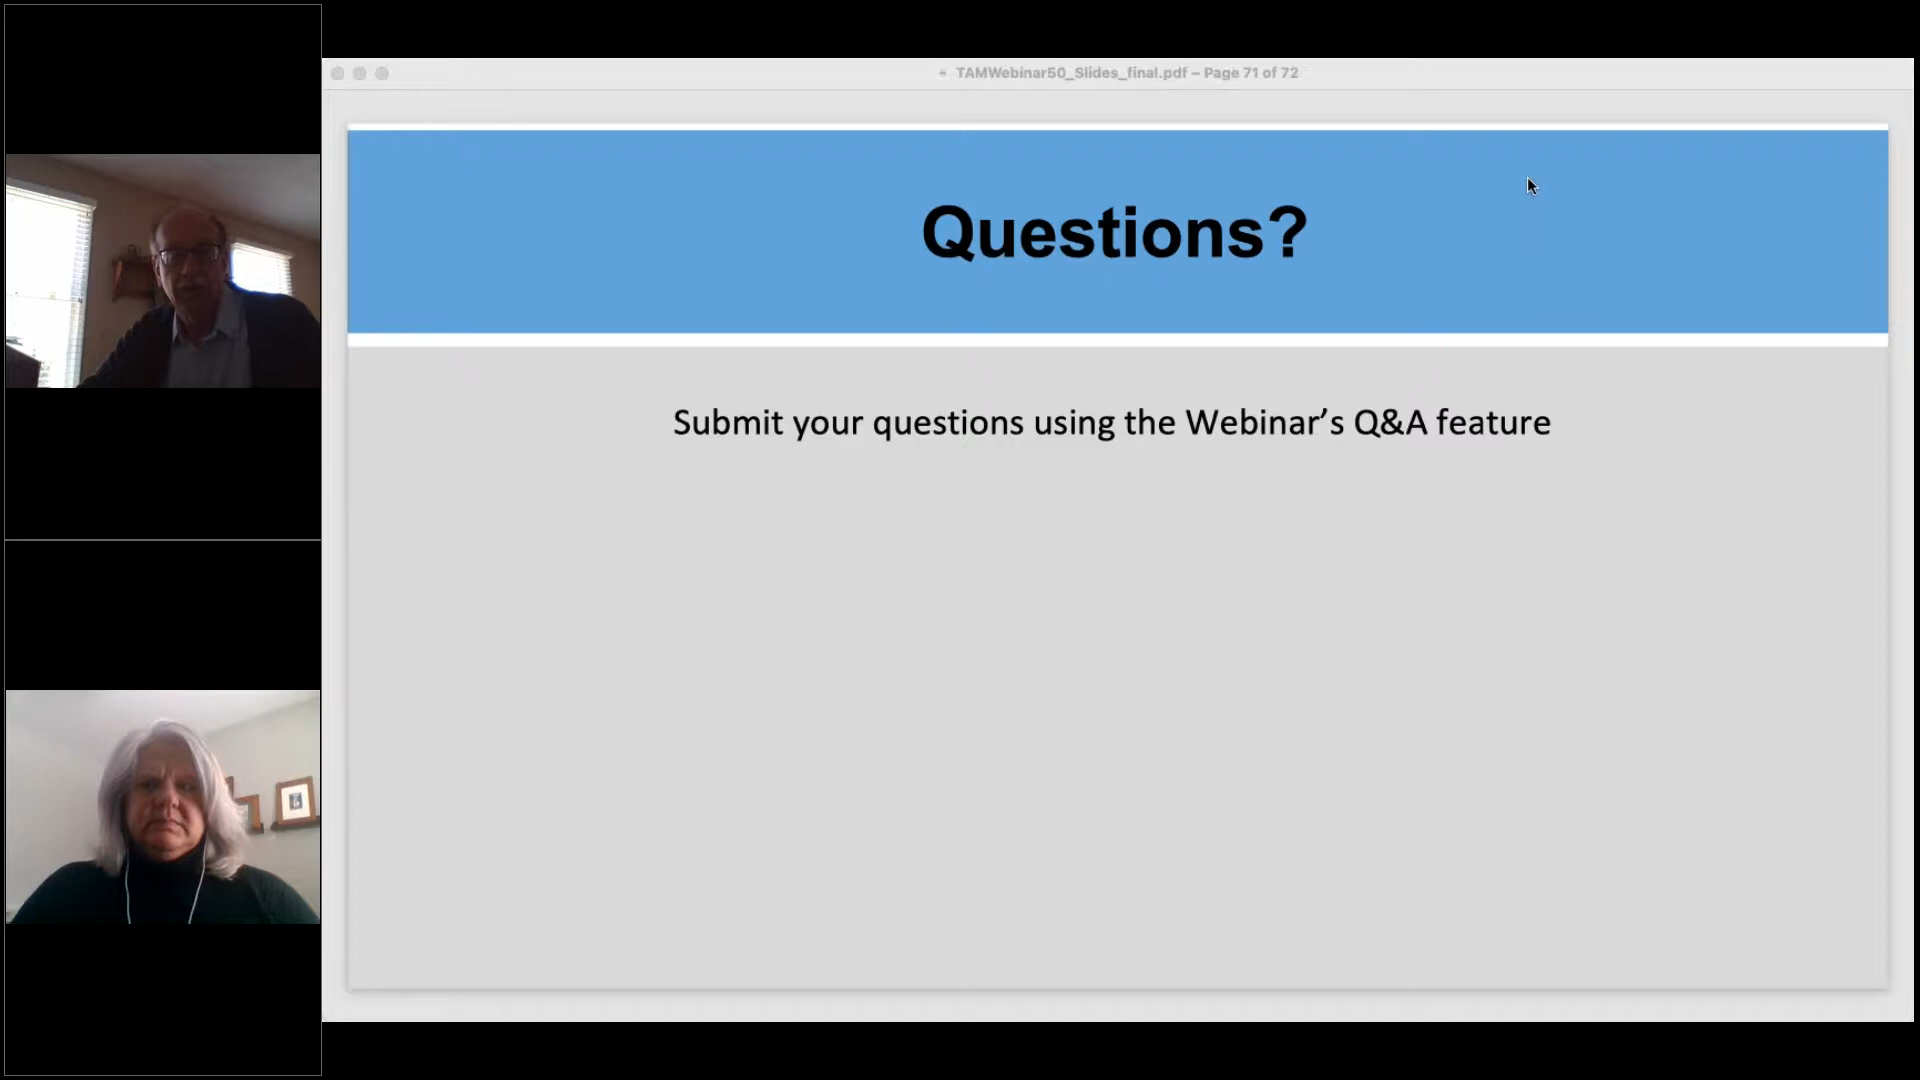 TAMWebinar50_Slides_final.pdf – Page 71 of 72
Questions?
Submit your questions using the Webinar’s Q&A feature